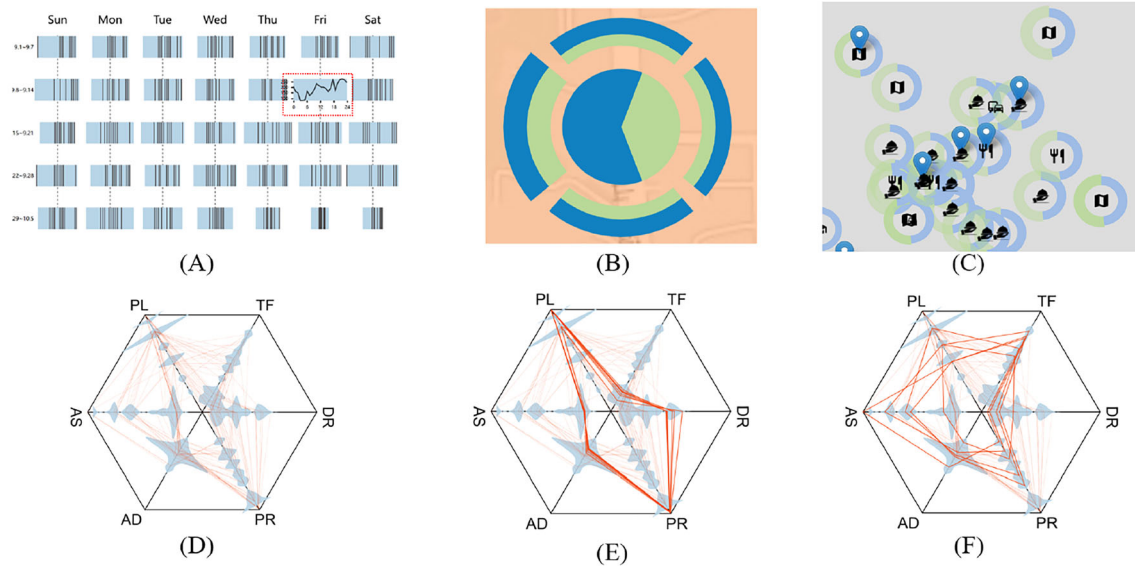 Sun Mon Tue Wed Thu Fri Sat
9.1~9.7
9.8~9.14
15~9.21
22~9.28
29~10.5
(A)
(B)
(C)
PL TF
AS DR
AD PR
(D)
PL TF
AS DR
AD PR
(E)
PL TF
AS DR
AD PR
(F)